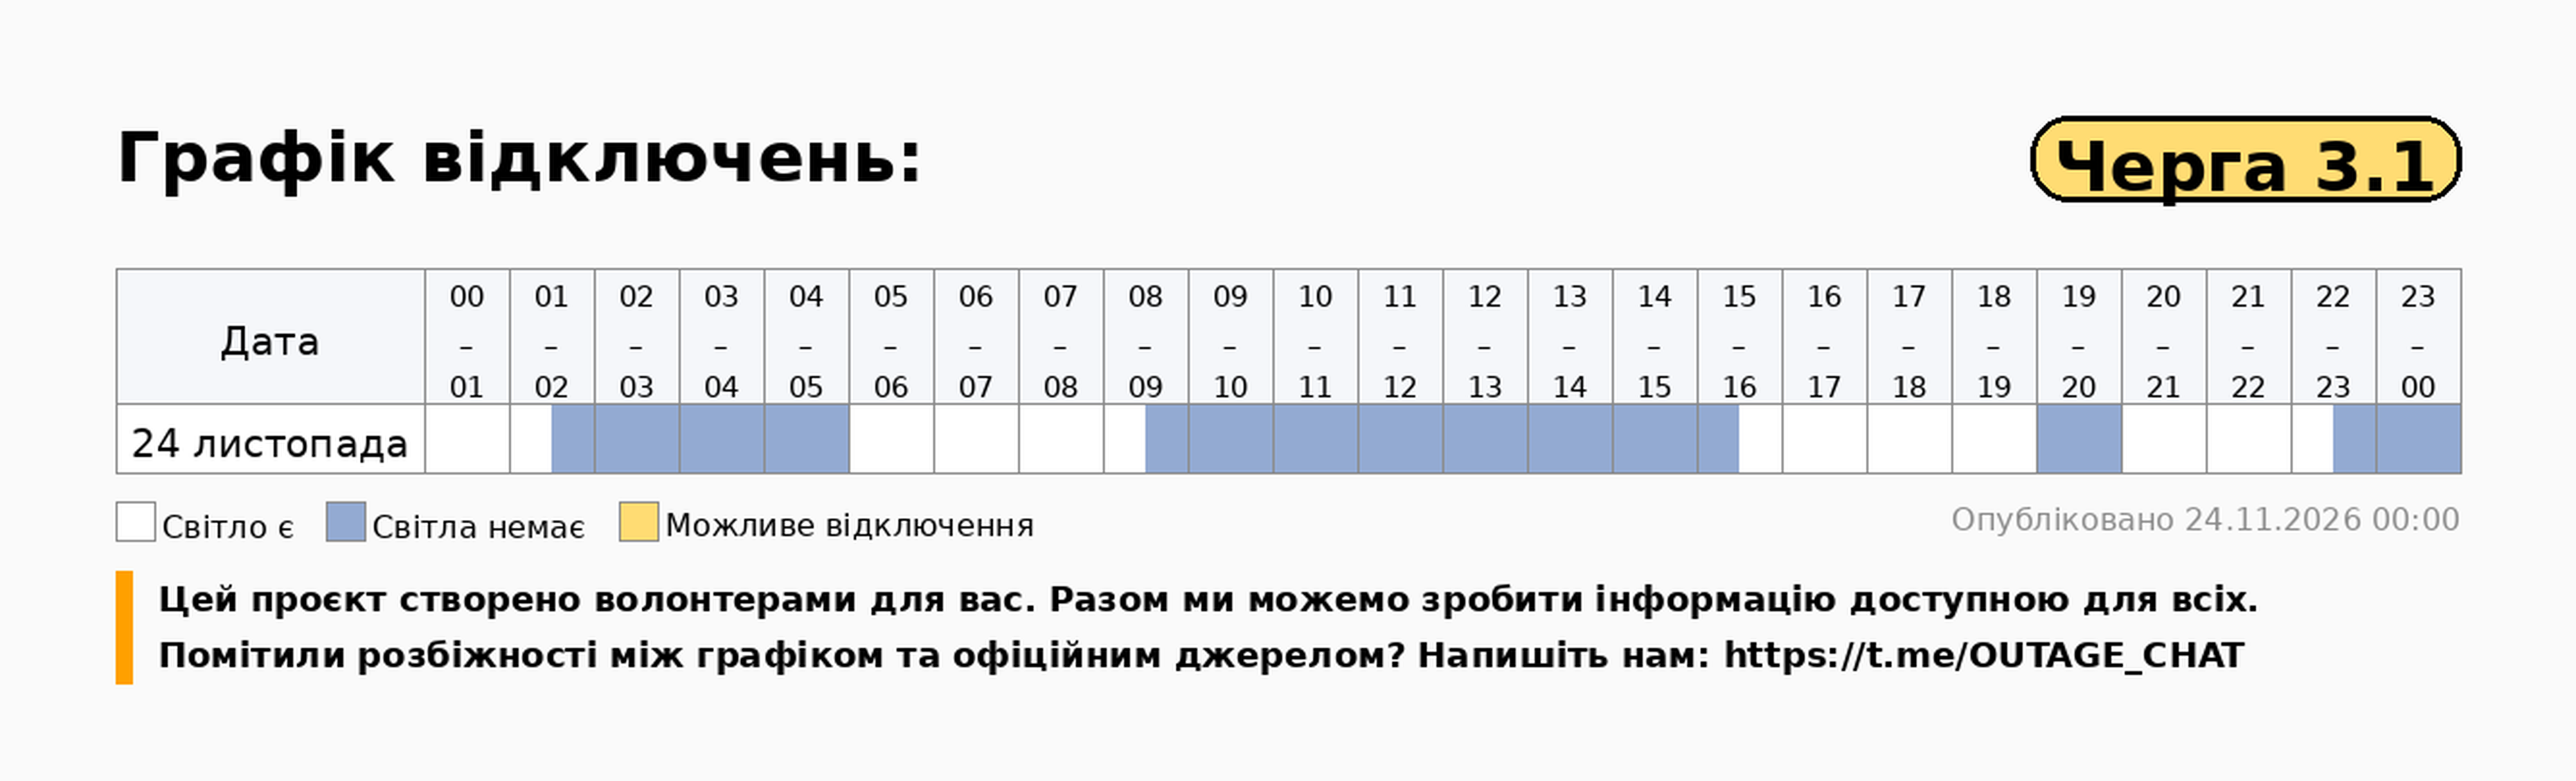 Графік відключень:
Черга 3.1
Дата 00 – 01 01 – 02 02 – 03 03 – 04 04 – 05 05 – 06 06 – 07 07 – 08 08 – 09 09 – 10 10 – 11 11 – 12 12 – 13 13 – 14 14 – 15 15 – 16 16 – 17 17 – 18 18 – 19 19 – 20 20 – 21 21 – 22 22 – 23 23 – 00
24 листопада
Світло є Світла немає Можливе відключення
Опубліковано 24.11.2026 00:00
Цей проєкт створено волонтерами для вас. Разом ми можемо зробити інформацію доступною для всіх.
Помітили розбіжності між графіком та офіційним джерелом? Напишіть нам: https://t.me/OUTAGE_CHAT